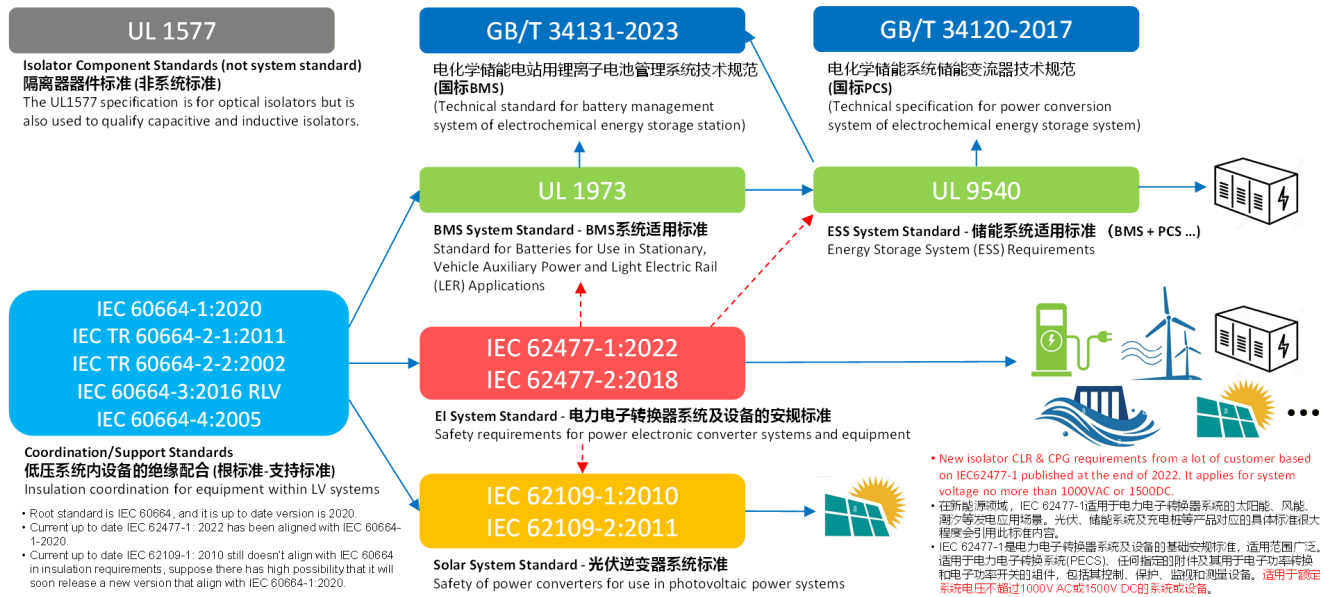 UL 1577
Isolator Component Standards (not system standard)
隔离器器件标准 (非系统标准)
The UL1577 specification is for optical isolators but is
also used to qualify capacitive and inductive isolators.
GB/T 34131-2023
电化学储能电站用锂离子电池管理系统技术规范
(国标BMS)
(Technical standard for battery management
system of electrochemical energy storage station)
GB/T 34120-2017
电化学储能系统储能变流器技术规范
(国标PCS)
(Technical specification for power conversion
system of electrochemical energy storage system)
UL 1973
BMS System Standard - BMS系统适用标准
Standard for Batteries for Use in Stationary,
Vehicle Auxiliary Power and Light Electric Rail
(LER) Applications
UL 9540
ESS System Standard - 储能系统适用标准 （BMS + PCS ...)
Energy Storage System (ESS) Requirements
IEC 60664-1:2020
IEC TR 60664-2-1:2011
IEC TR 60664-2-2:2002
IEC 60664-3:2016 RLV
IEC 60664-4:2005
Coordination/Support Standards
低压系统内设备的绝缘配合 (根标准-支持标准)
Insulation coordination for equipment within LV systems
• Root standard is IEC 60664, and it is up to date version is 2020.
• Current up to date IEC 62477-1: 2022 has been aligned with IEC 60664-
1-2020.
• Current up to date IEC 62109-1: 2010 still doesn't align with IEC 60664
in insulation requirements, suppose there has high possibility that it will
soon release a new version that align with IEC 60664-1:2020.
IEC 62477-1:2022
IEC 62477-2:2018
EI System Standard - 电力电子转换器系统及设备的安规标准
Safety requirements for power electronic converter systems and equipment
IEC 62109-1:2010
IEC 62109-2:2011
Solar System Standard - 光伏逆变器系统标准
Safety of power converters for use in photovoltaic power systems
•••
• New isolator CLR & CPG requirements from a lot of customer based
on IEC62477-1 published at the end of 2022. It applies for system
voltage no more than 1000VAC or 1500DC.
• 在新能源领域，IEC 62477-1适用于电力电子转换器系统的太阳能、风能、
潮汐等发电应用场景。光伏、储能系统及充电桩等产品对应的具体标准很大
程度会引用此标准内容。
• IEC 62477-1是电力电子转换器系统及设备的基础安规标准，适用范围广泛。
适用于电力电子转换系统(PECS)、任何指定的附件及其用于电子功率转换
和电子功率开关的组件，包括其控制、保护、监视和测量设备。适用于额定
系统电压不超过1000V AC或1500V DC的系统或设备。